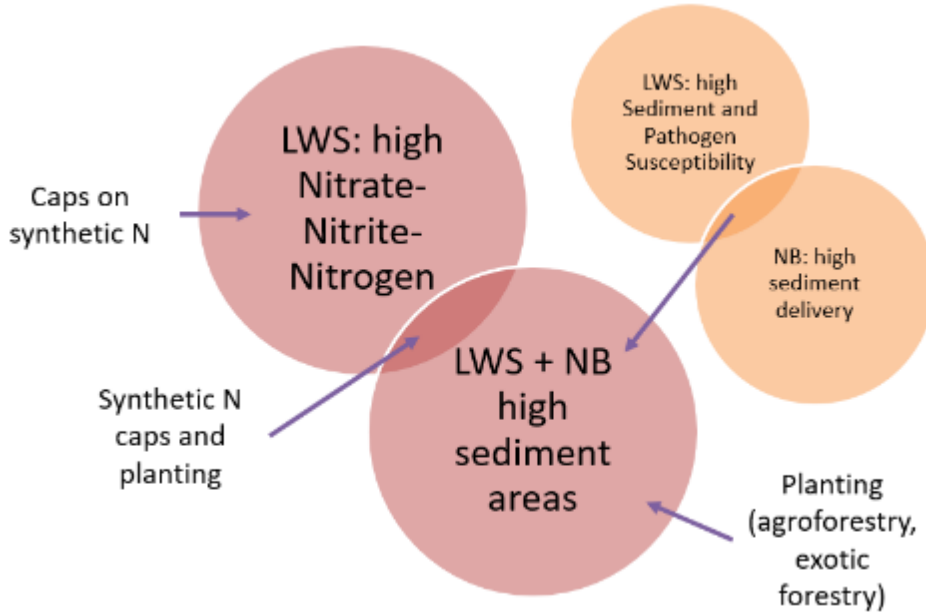 LWS: high
Nitrate-
Nitrite-
Nitrogen
LWS: high
Sediment and
Pathogen
Susceptibility
Caps on
synthetic N
NB: high
sediment
delivery
LWS + NB
high
sediment
areas
Synthetic N
caps and
planting
Planting
(agroforestry,
exotic
forestry)